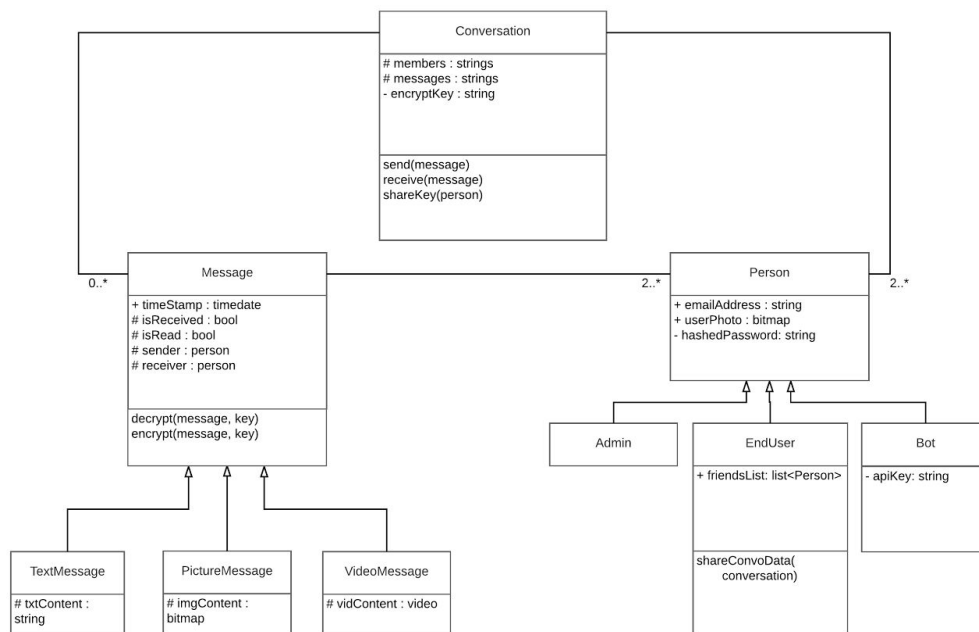 Conversation
# members : strings
# messages : strings
- encryptKey : string
send(message)
receive(message)
shareKey(person)
0..*
Message
2..*
Person
2..*
+ timeStamp : timedate
# isReceived : bool
# isRead : bool
# sender : person
# receiver : person
decrypt(message, key)
encrypt(message, key)
+ emailAddress : string
+ userPhoto : bitmap
- hashedPassword: string
Admin
EndUser
+ friendsList: list<Person>
shareConvoData(
conversation)
Bot
- apiKey: string
TextMessage
# txtContent :
string
PictureMessage
# imgContent :
bitmap
VideoMessage
# vidContent : video